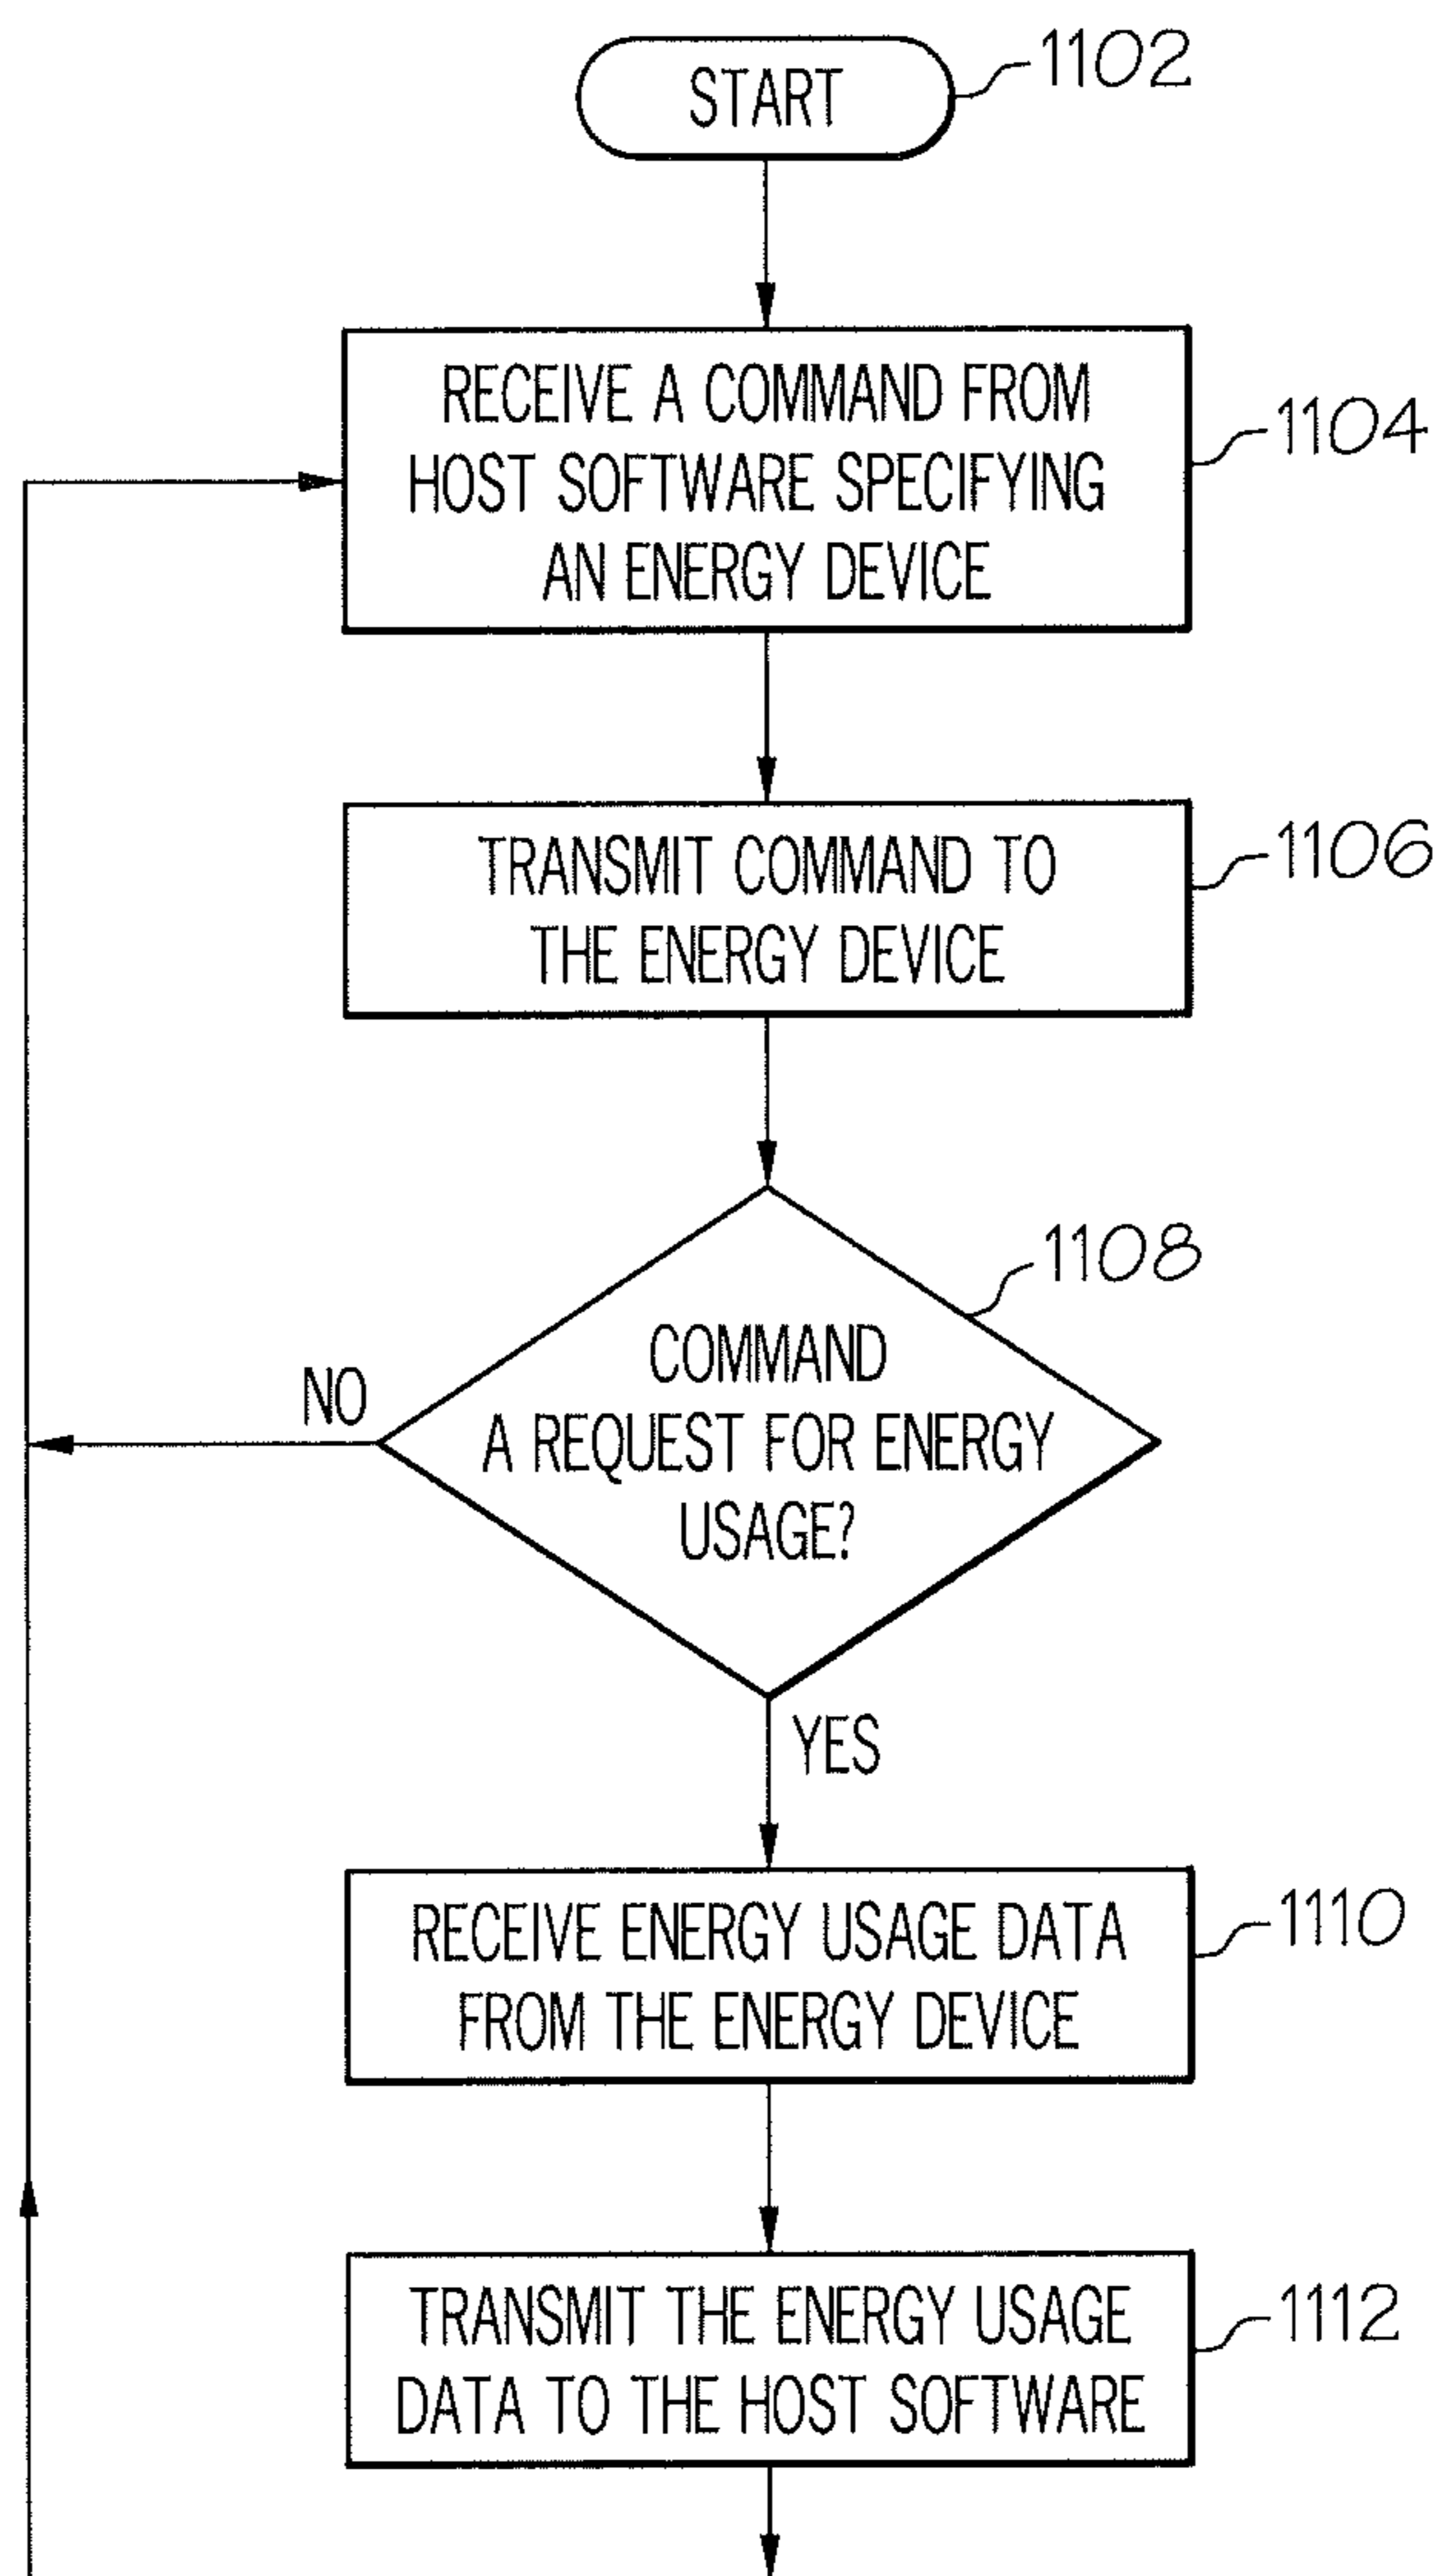 START
1102
RECEIVE A COMMAND FROM
HOST SOFTWARE SPECIFYING
AN ENERGY DEVICE
1104
TRANSMIT COMMAND TO
THE ENERGY DEVICE
1106
1108
COMMAND
A REQUEST FOR ENERGY
USAGE?
NO
YES
RECEIVE ENERGY USAGE DATA
FROM THE ENERGY DEVICE
1110
TRANSMIT THE ENERGY USAGE
DATA TO THE HOST SOFTWARE
1112